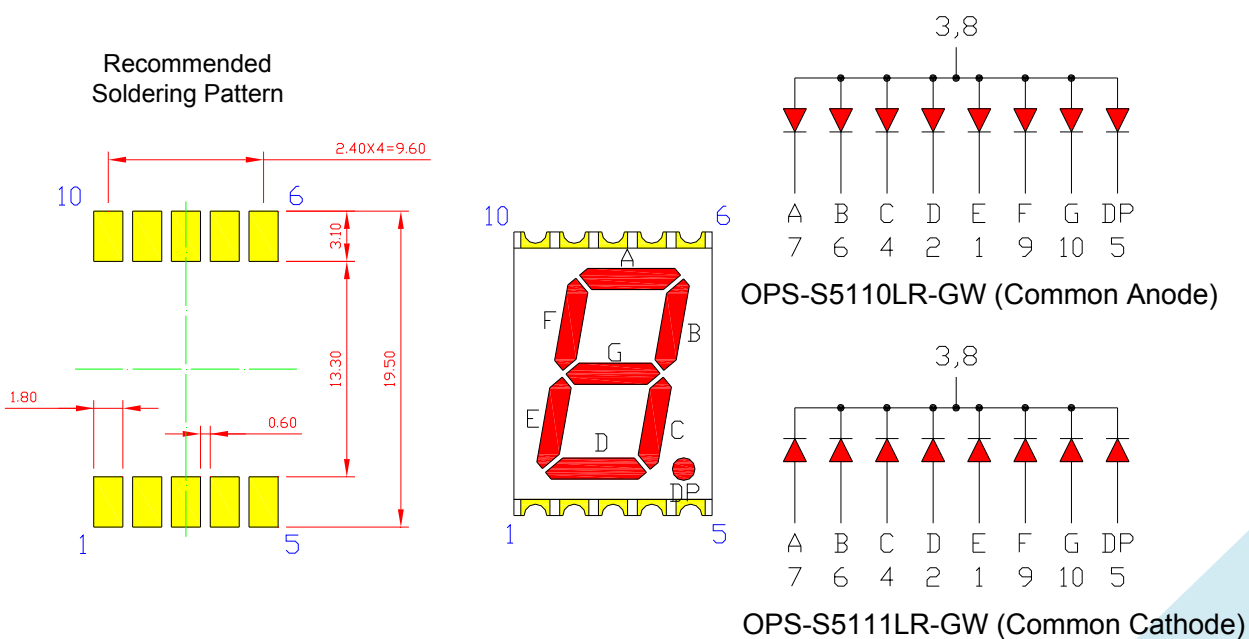 Recommended
Soldering Pattern
2.40X4=9.60
10
6
3.10
13.30
19.50
1.80
0.60
1
5
10
6
A
F
B
G
E
C
D
DP
1
5
3,8
A B C D E F G DP
7 6 4 2 1 9 10 5
OPS-S5110LR-GW (Common Anode)
3,8
A B C D E F G DP
7 6 4 2 1 9 10 5
OPS-S5111LR-GW (Common Cathode)